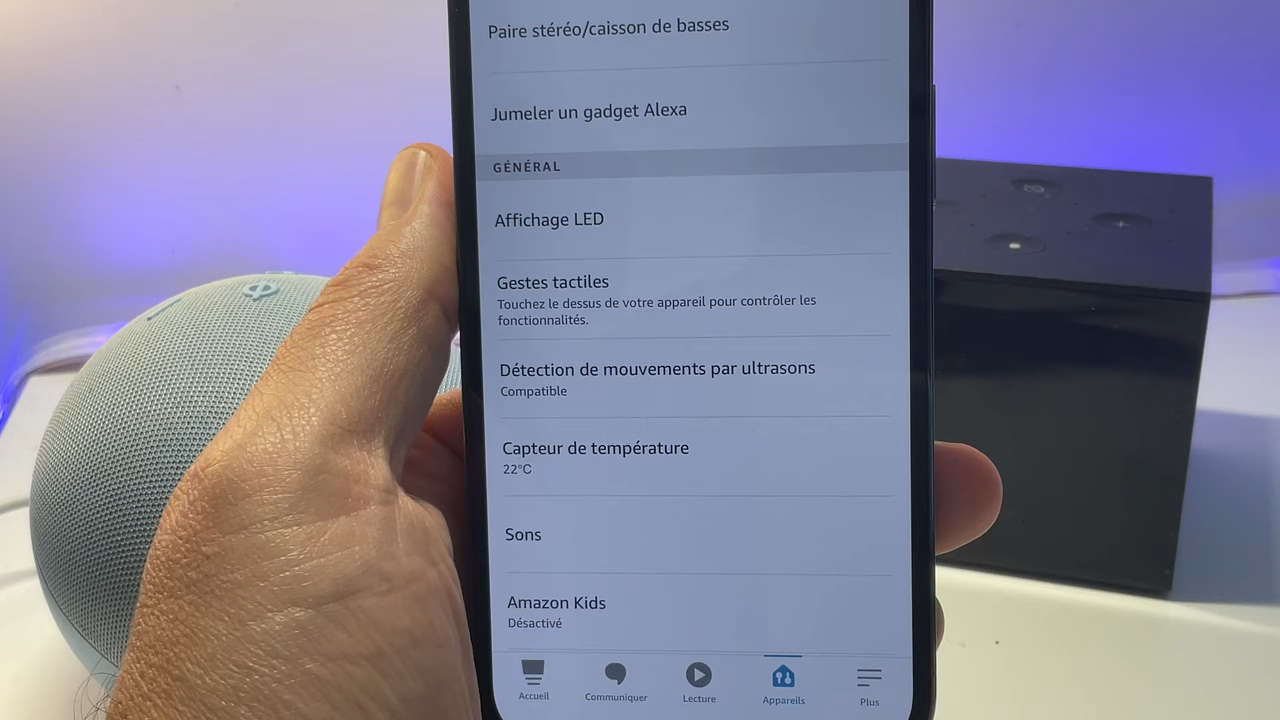 Paire stéréo/caisson de basses
Jumeler un gadget Alexa
GÉNÉRAL
Affichage LED
Gestes tactiles
Touchez le dessus de votre appareil pour contrôler les
fonctionnalités.
Détection de mouvements par ultrasons
Compatible
Capteur de température
22°C
Sons
Amazon Kids
Désactivé
Accueil
Communiquer
Lecture
Appareils
Plus